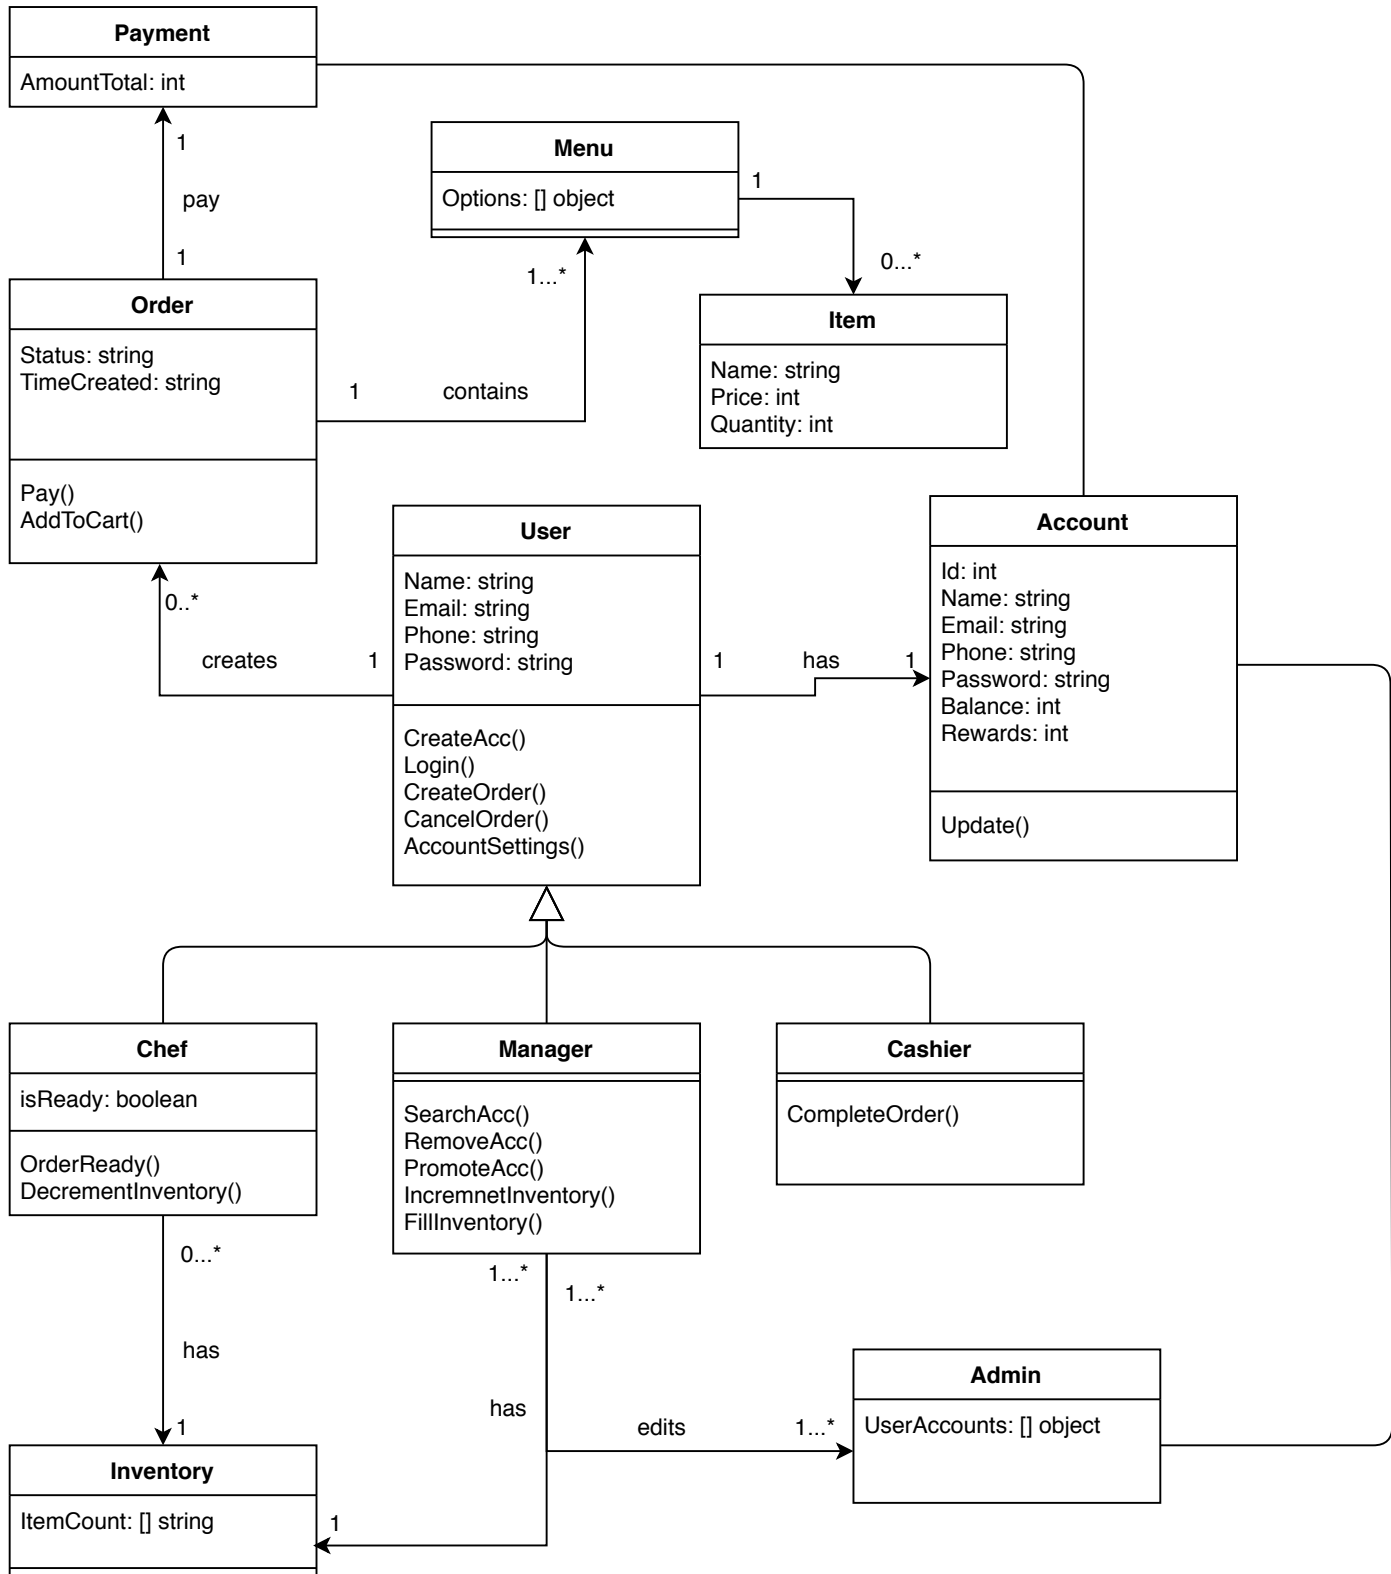 Payment
AmountTotal: int
1
pay
1
Menu
Options: [] object
1
1...*
0...*
Item
Name: string
Price: int
Quantity: int
Order
Status: string
TimeCreated: string
Pay()
AddToCart()
1
contains
0..*
creates
1
User
Name: string
Email: string
Phone: string
Password: string
CreateAcc()
Login()
CreateOrder()
CancelOrder()
AccountSettings()
1
has
1
Account
Id: int
Name: string
Email: string
Phone: string
Password: string
Balance: int
Rewards: int
Update()
Chef
isReady: boolean
OrderReady()
DecrementInventory()
Manager
SearchAcc()
RemoveAcc()
PromoteAcc()
IncremnetInventory()
FillInventory()
Cashier
CompleteOrder()
0...*
has
1
1...*
1...*
has
edits
1...*
1
Admin
UserAccounts: [] object
Inventory
ItemCount: [] string